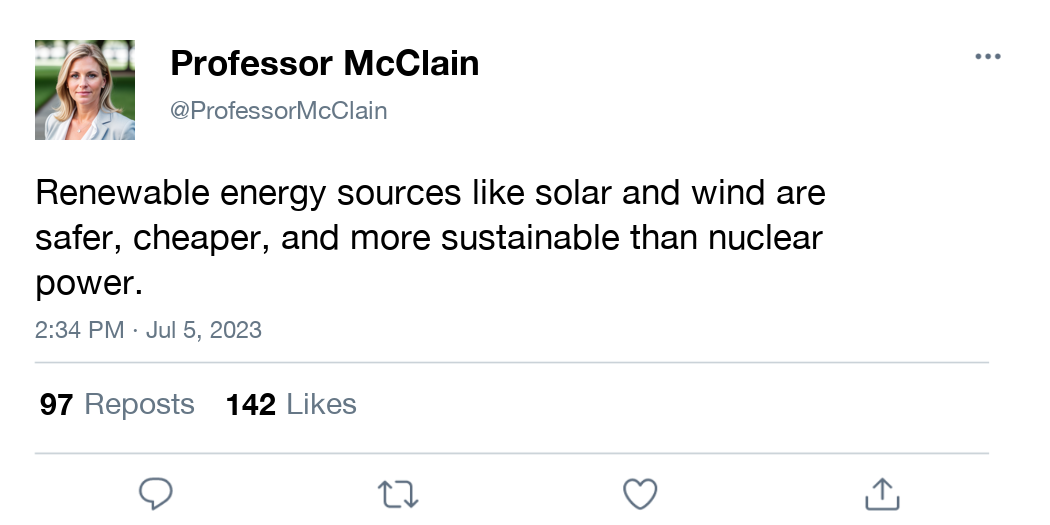 Professor McClain
@ProfessorMcClain
Renewable energy sources like solar and wind are
safer, cheaper, and more sustainable than nuclear
power.
2:34 PM · Jul 5, 2023
97 Reposts 142 Likes